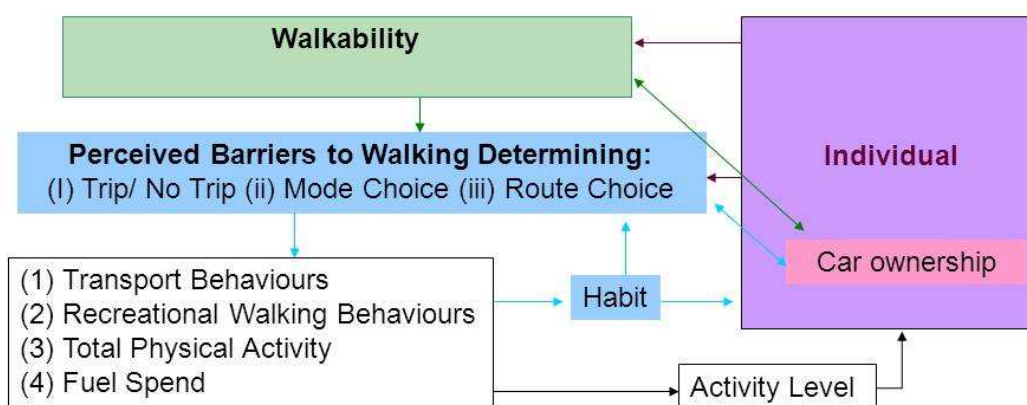 Walkability
Perceived Barriers to Walking Determining:
(I) Trip/ No Trip (ii) Mode Choice (iii) Route Choice
Individual
Car ownership
(1) Transport Behaviours
(2) Recreational Walking Behaviours
(3) Total Physical Activity
(4) Fuel Spend
Habit
Activity Level